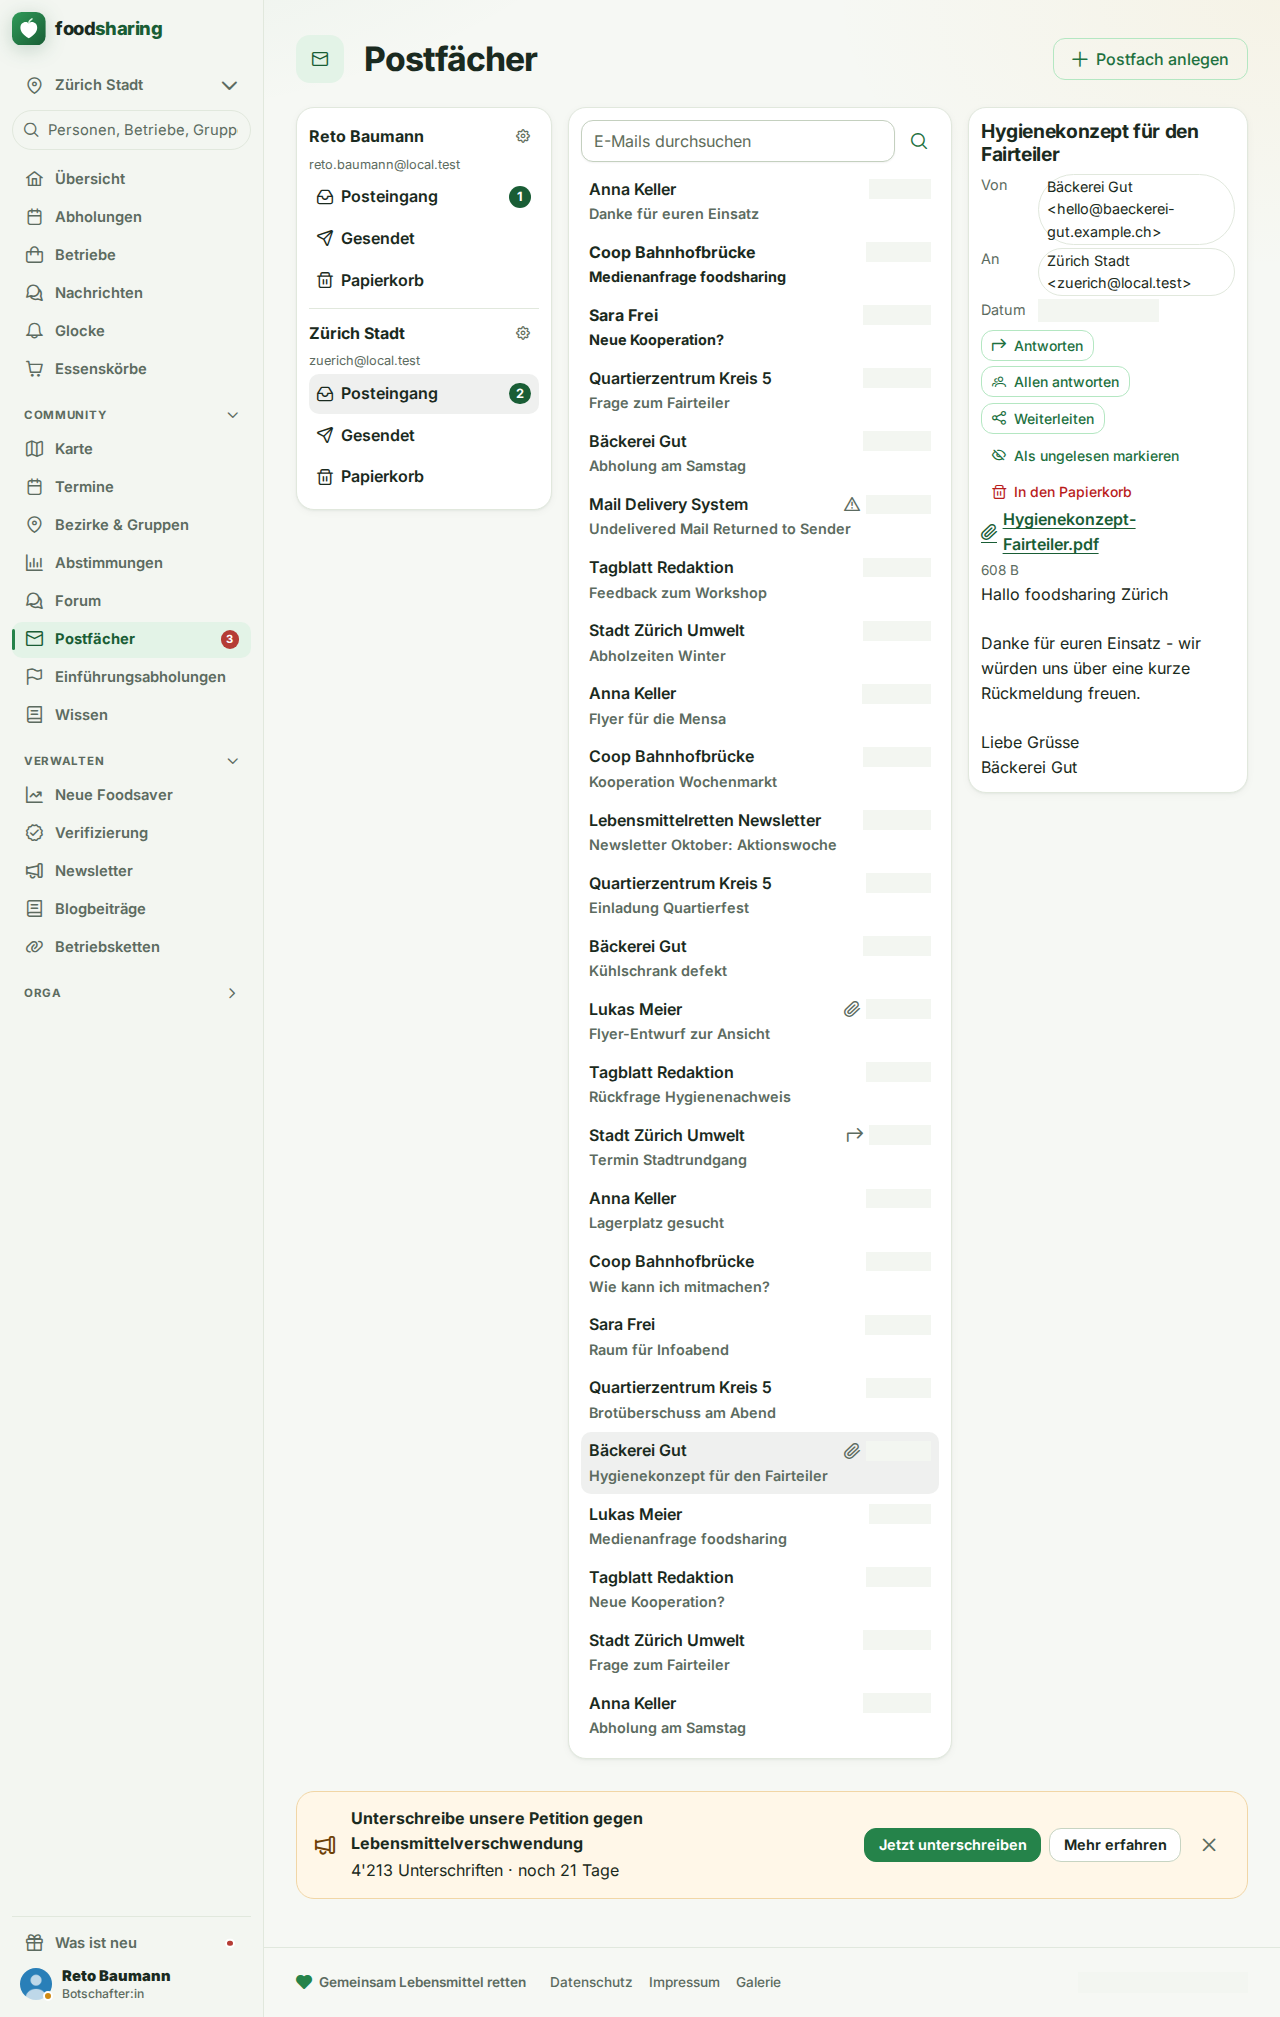 foodsharing
Zürich Stadt
Personen, Betriebe, Grupp
Übersicht
Abholungen
Betriebe
Nachrichten
Glocke
Essenskörbe
COMMUNITY
Karte
Termine
Bezirke & Gruppen
Abstimmungen
Forum
Postfächer 3
Einführungsabholungen
Wissen
VERWALTEN
Neue Foodsaver
Verifizierung
Newsletter
Blogbeiträge
Betriebsketten
ORGA
Was ist neu
Reto Baumann
Botschafter:in
Postfächer
Postfach anlegen
Reto Baumann
reto.baumann@local.test
Posteingang 1
Gesendet
Papierkorb
Zürich Stadt
zuerich@local.test
Posteingang 2
Gesendet
Papierkorb
E-Mails durchsuchen
Anna Keller
Danke für euren Einsatz
Coop Bahnhofbrücke
Medienanfrage foodsharing
Sara Frei
Neue Kooperation?
Quartierzentrum Kreis 5
Frage zum Fairteiler
Bäckerei Gut
Abholung am Samstag
Mail Delivery System
Undelivered Mail Returned to Sender
Tagblatt Redaktion
Feedback zum Workshop
Stadt Zürich Umwelt
Abholzeiten Winter
Anna Keller
Flyer für die Mensa
Coop Bahnhofbrücke
Kooperation Wochenmarkt
Lebensmittelretten Newsletter
Newsletter Oktober: Aktionswoche
Quartierzentrum Kreis 5
Einladung Quartierfest
Bäckerei Gut
Kühlschrank defekt
Lukas Meier
Flyer-Entwurf zur Ansicht
Tagblatt Redaktion
Rückfrage Hygienenachweis
Stadt Zürich Umwelt
Termin Stadtrundgang
Anna Keller
Lagerplatz gesucht
Coop Bahnhofbrücke
Wie kann ich mitmachen?
Sara Frei
Raum für Infoabend
Quartierzentrum Kreis 5
Brotüberschuss am Abend
Bäckerei Gut
Hygienekonzept für den Fairteiler
Lukas Meier
Medienanfrage foodsharing
Tagblatt Redaktion
Neue Kooperation?
Stadt Zürich Umwelt
Frage zum Fairteiler
Anna Keller
Abholung am Samstag
Hygienekonzept für den
Fairteiler
Von Bäckerei Gut
<hello@baeckerei-
gut.example.ch>
An Zürich Stadt
<zuerich@local.test>
Datum
Antworten
Allen antworten
Weiterleiten
Als ungelesen markieren
In den Papierkorb
Hygienekonzept-
Fairteiler.pdf
608 B
Hallo foodsharing Zürich
Danke für euren Einsatz - wir
würden uns über eine kurze
Rückmeldung freuen.
Liebe Grüsse
Bäckerei Gut
Unterschreibe unsere Petition gegen
Lebensmittelverschwendung
4'213 Unterschriften · noch 21 Tage
Jetzt unterschreiben
Mehr erfahren
Gemeinsam Lebensmittel retten Datenschutz Impressum Galerie